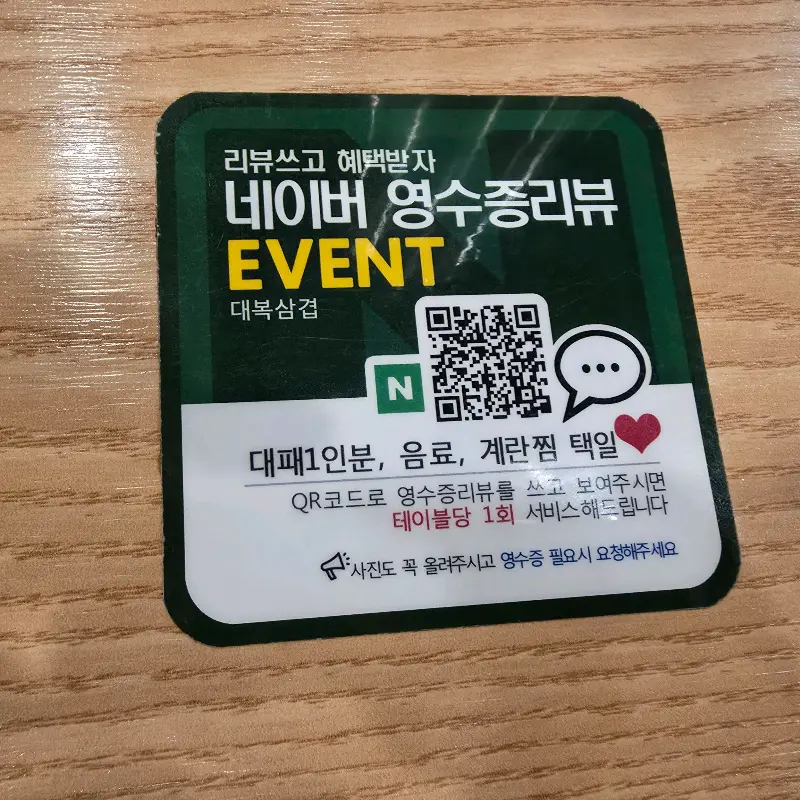 리뷰쓰고 혜택받자
네이버 영수증리뷰
EVENT
대복삼겹
N
대패1인분, 음료, 계란찜 택일
QR코드로 영수증리뷰를 쓰고 보여주시면
테이블당 1회 서비스해드립니다
사진도 꼭 올려주시고 영수증 필요시 요청해주세요